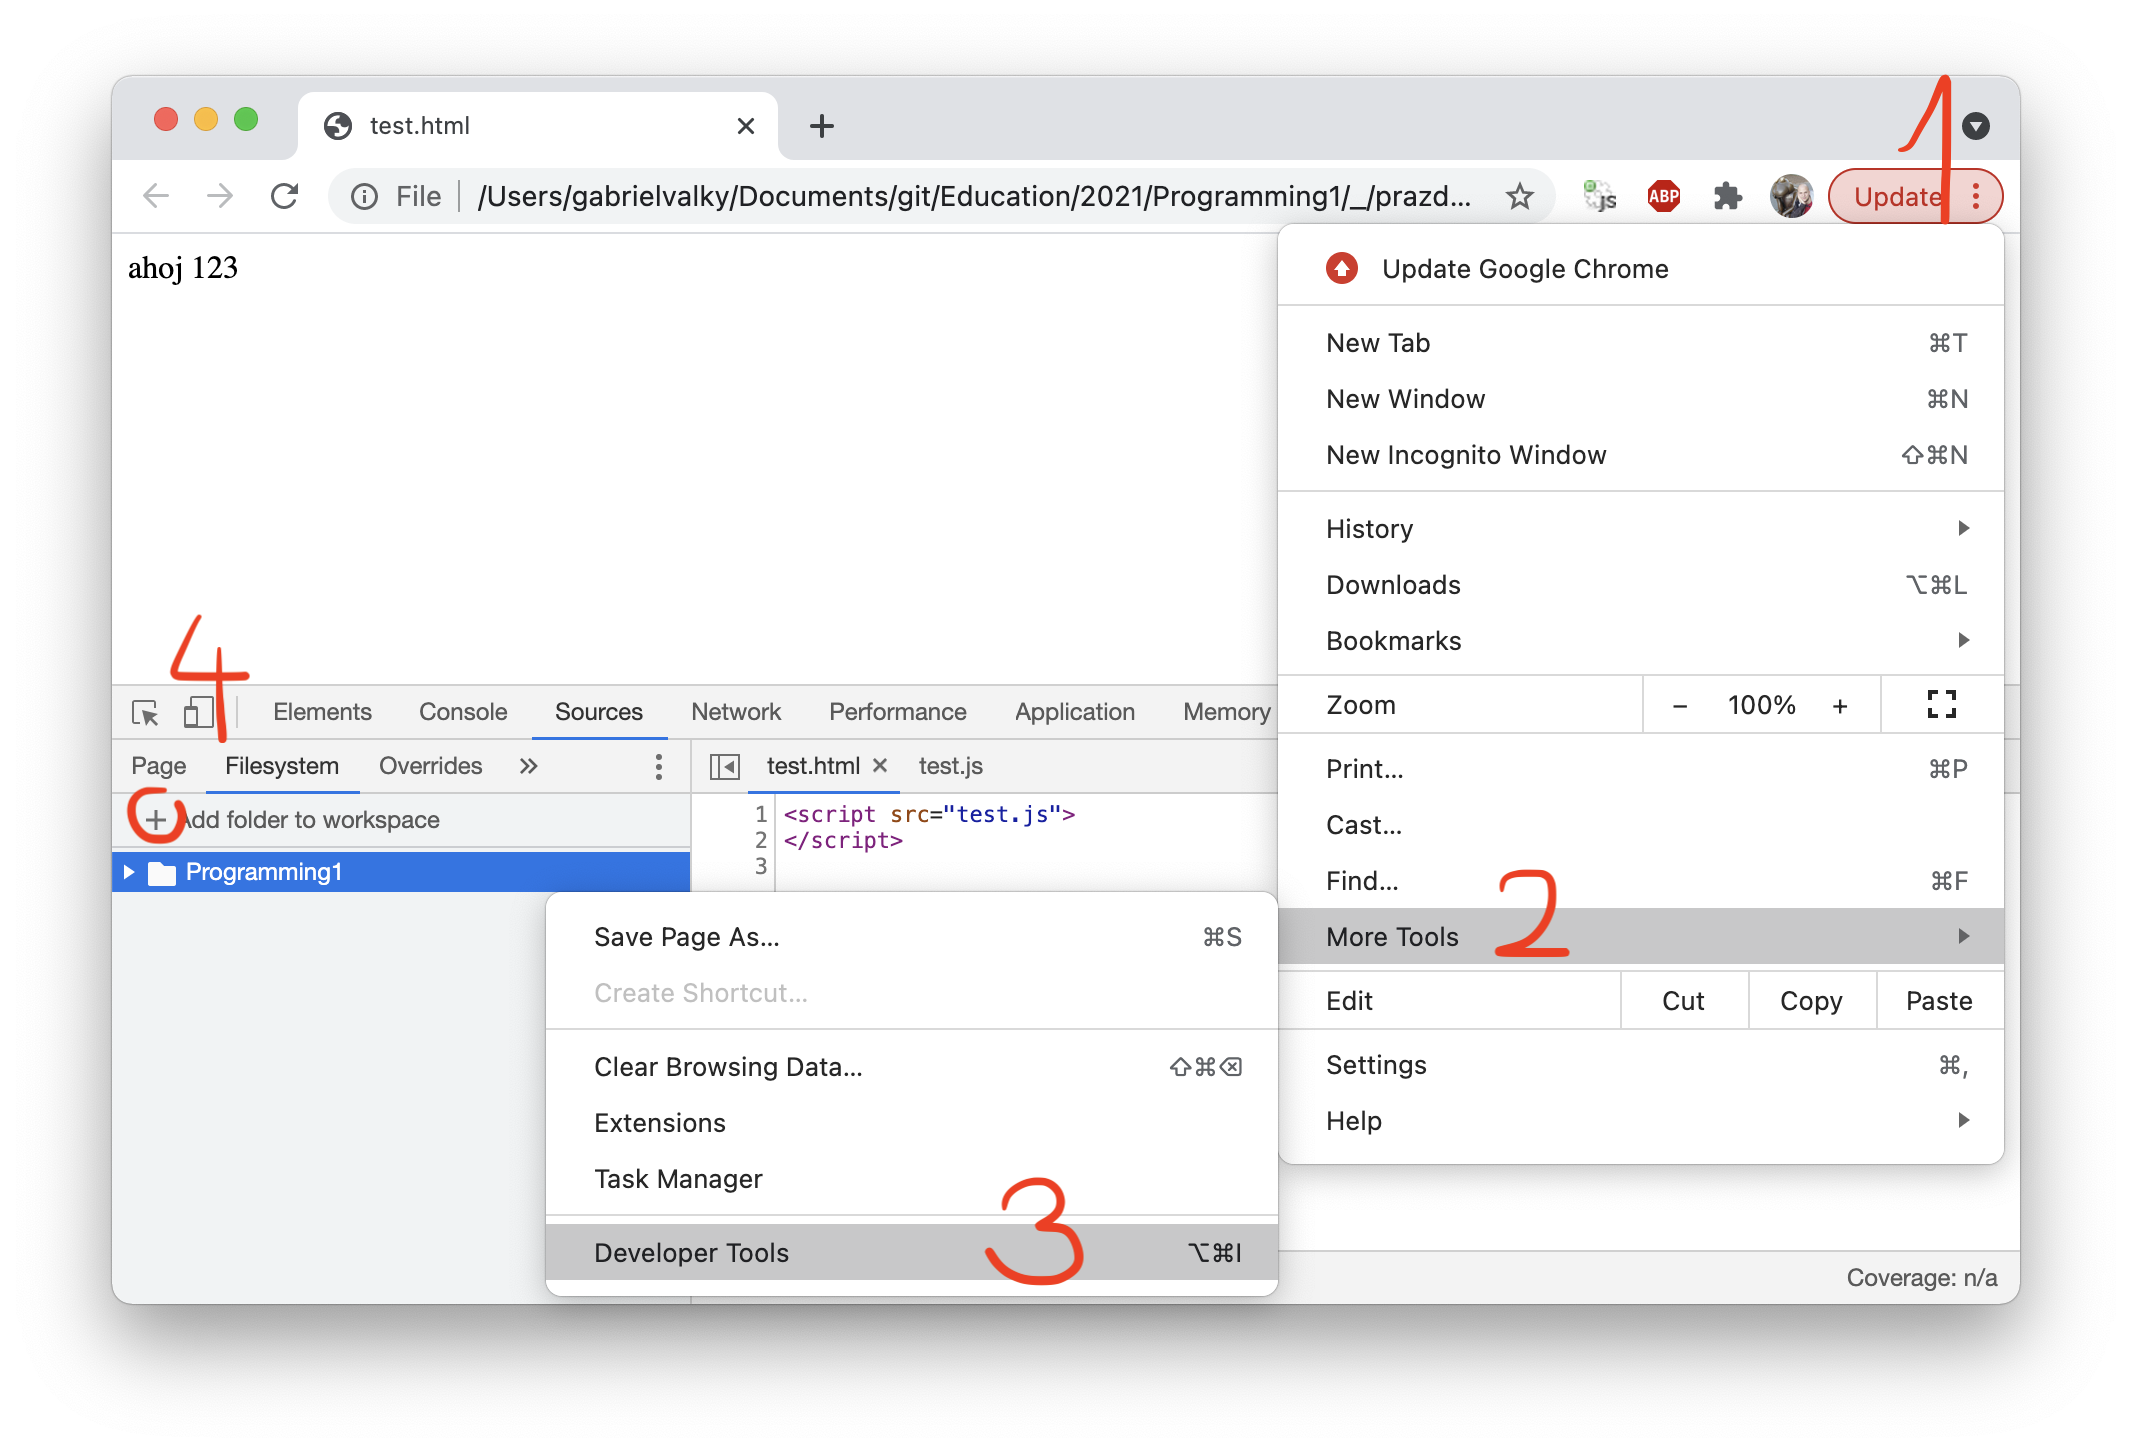 test.html
1
File /Users/gabrielvalky/Documents/git/Education/2021/Programming1/_/prazd...
js ABP Update
ahoj 123
Update Google Chrome
New Tab ⌘T
New Window ⌘N
New Incognito Window ⇧⌘N
History
Downloads ⌥⌘L
Bookmarks
Zoom − 100% +
Print... ⌘P
Cast...
Find... ⌘F
More Tools 2
Edit Cut Copy Paste
Settings ⌘,
Help
4
Elements Console Sources Network Performance Application Memory
Page Filesystem Overrides »
+ Add folder to workspace
Programming1
test.html test.js
1 <script src="test.js">
2 </script>
3
Save Page As... ⌘S
Create Shortcut...
Clear Browsing Data... ⇧⌘⌫
Extensions
Task Manager
Developer Tools 3 ⌥⌘I
Coverage: n/a